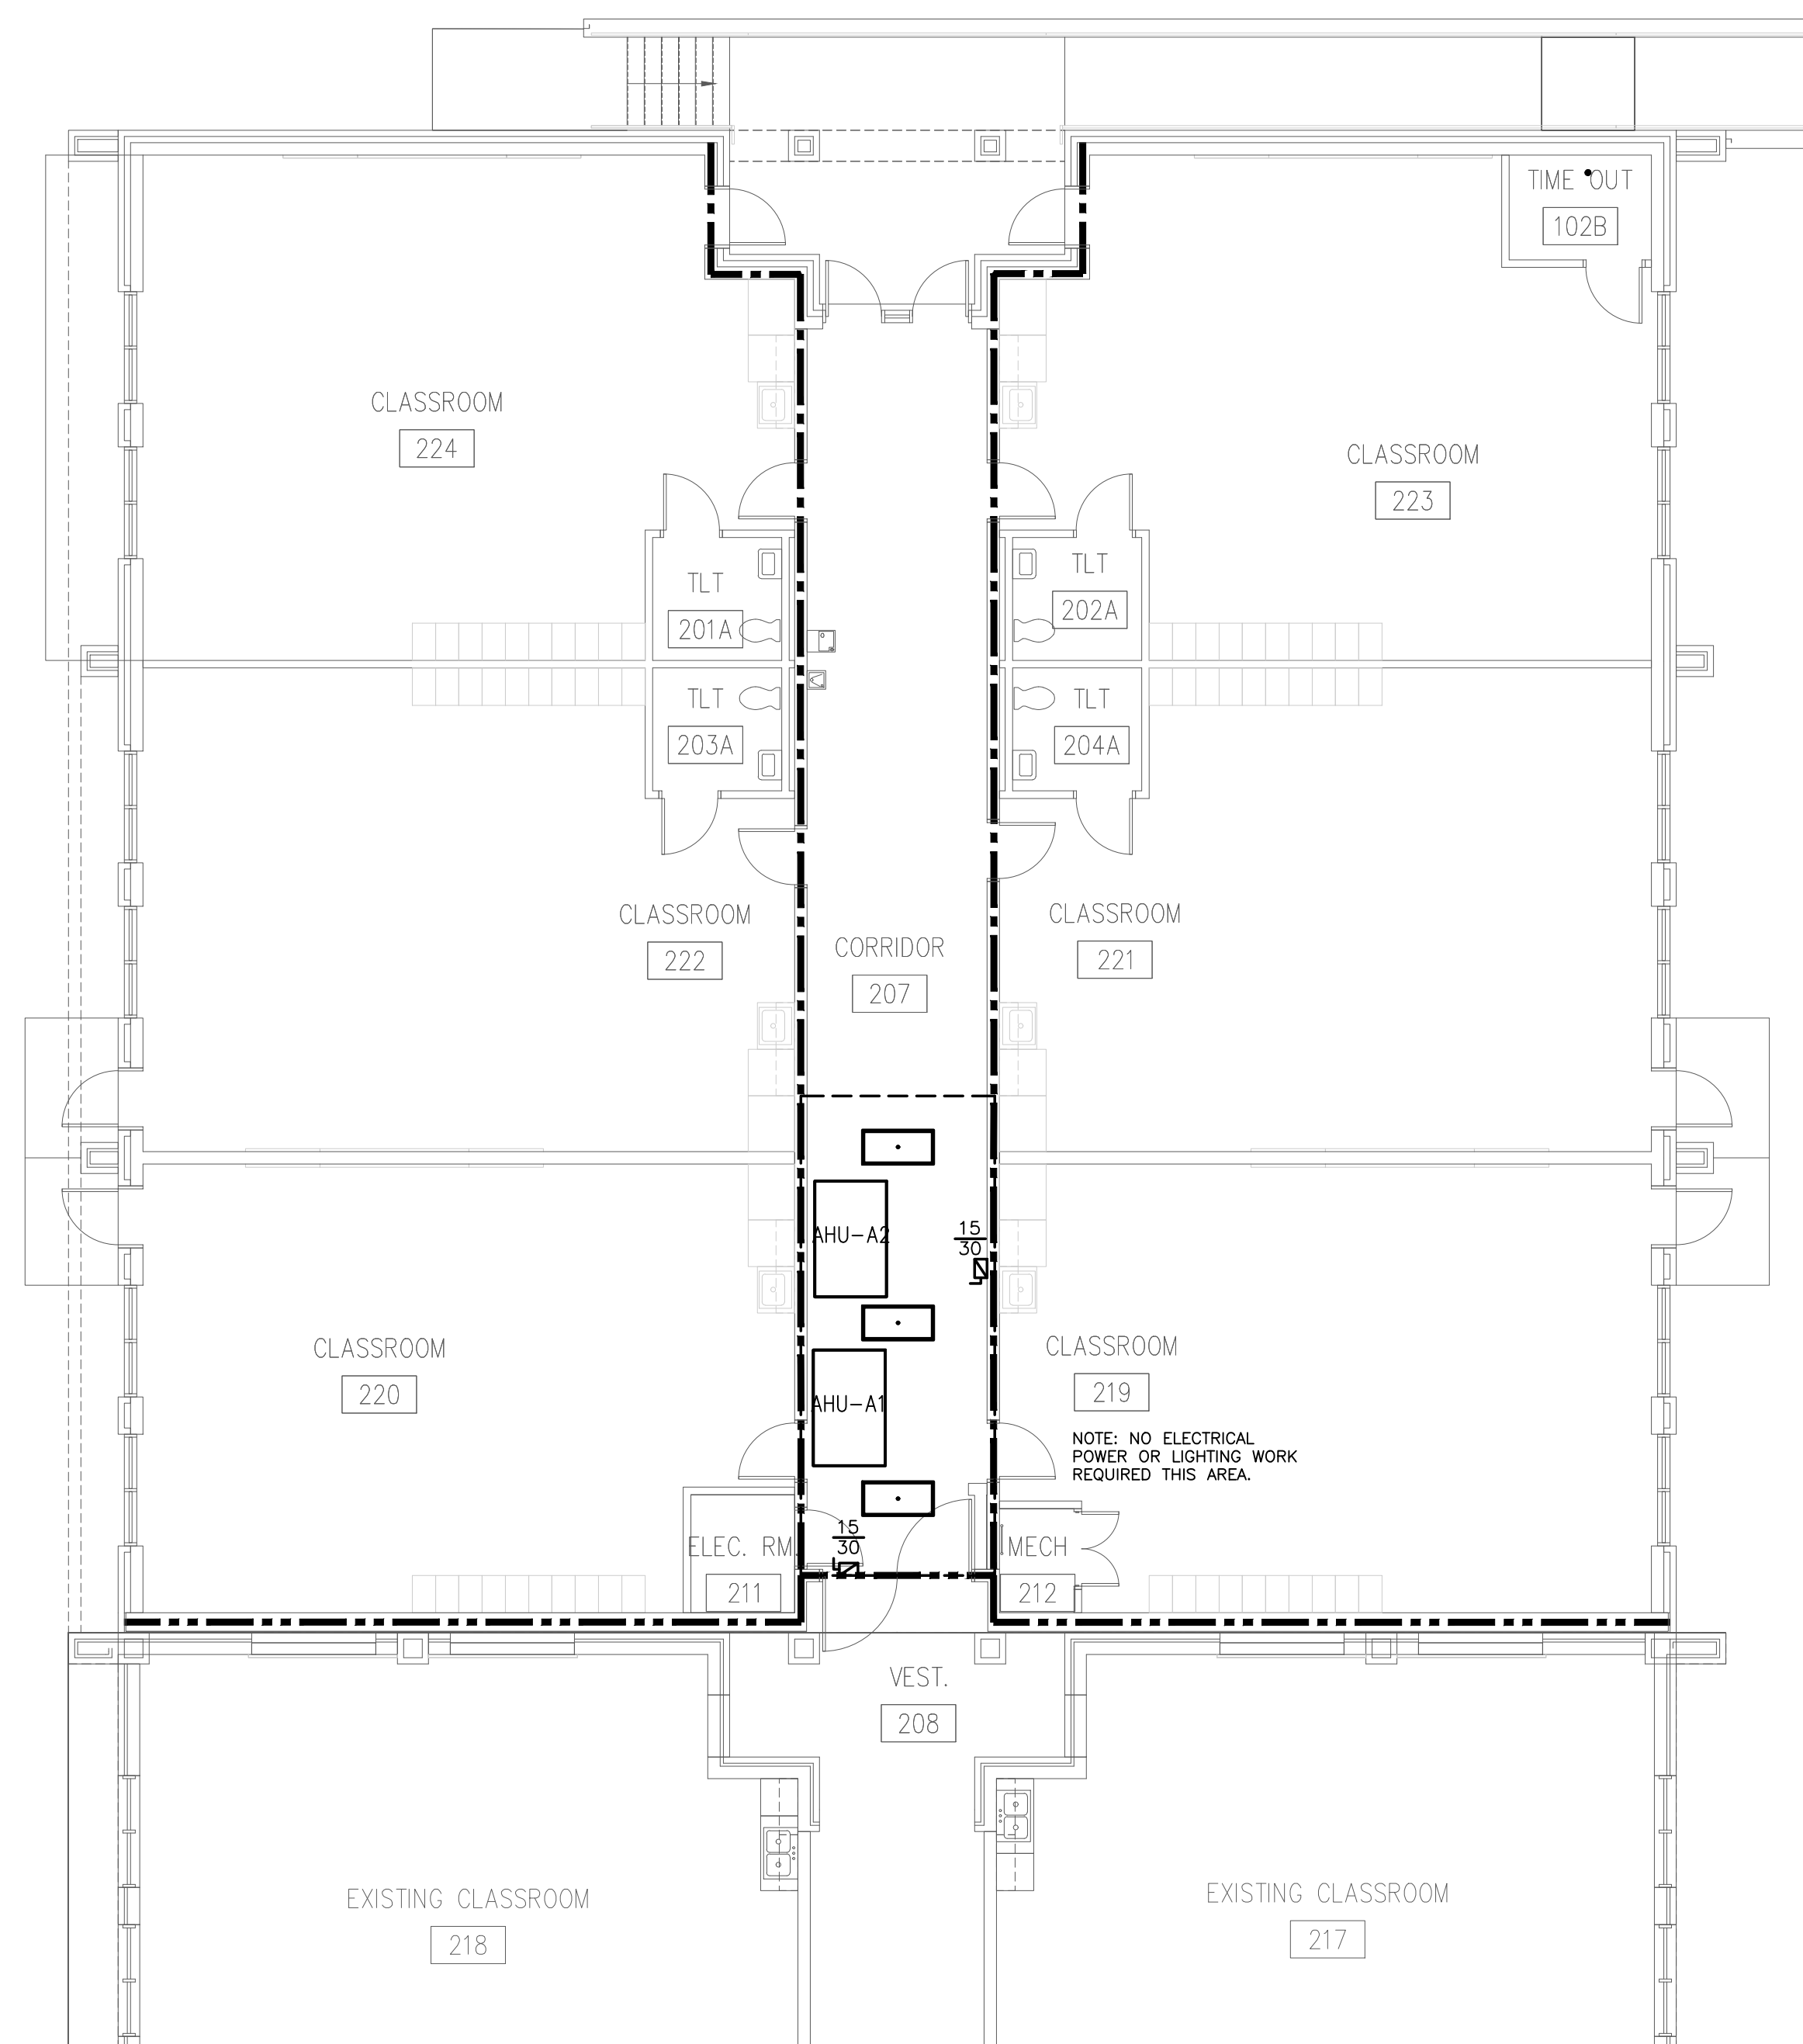 TIME OUT
102B
CLASSROOM
224
CLASSROOM
223
TLT
201A
TLT
202A
TLT
203A
TLT
204A
CLASSROOM
222
CORRIDOR
207
CLASSROOM
221
AHU-A2
15
30
CLASSROOM
220
AHU-A1
CLASSROOM
219
NOTE: NO ELECTRICAL
POWER OR LIGHTING WORK
REQUIRED THIS AREA.
ELEC. RM.
211
15
30
MECH
212
VEST.
208
EXISTING CLASSROOM
218
EXISTING CLASSROOM
217